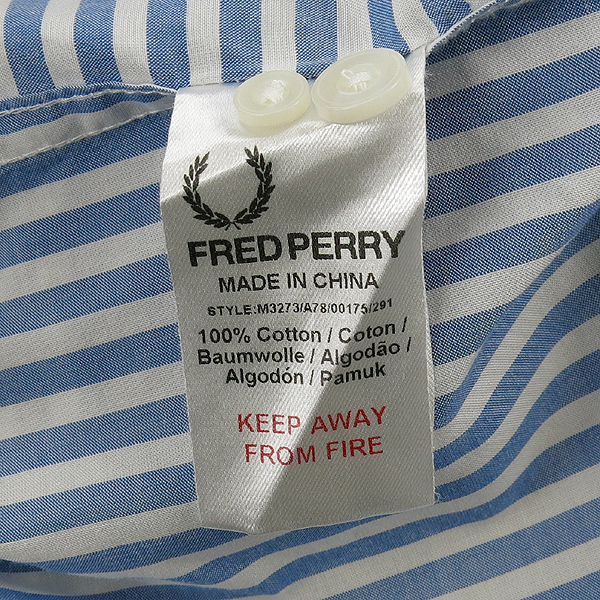 FRED PERRY
MADE IN CHINA
STYLE:M3273/A78/00175/291
100% Cotton / Coton /
Baumwolle / Algodão /
Algodón / Pamuk
KEEP AWAY
FROM FIRE